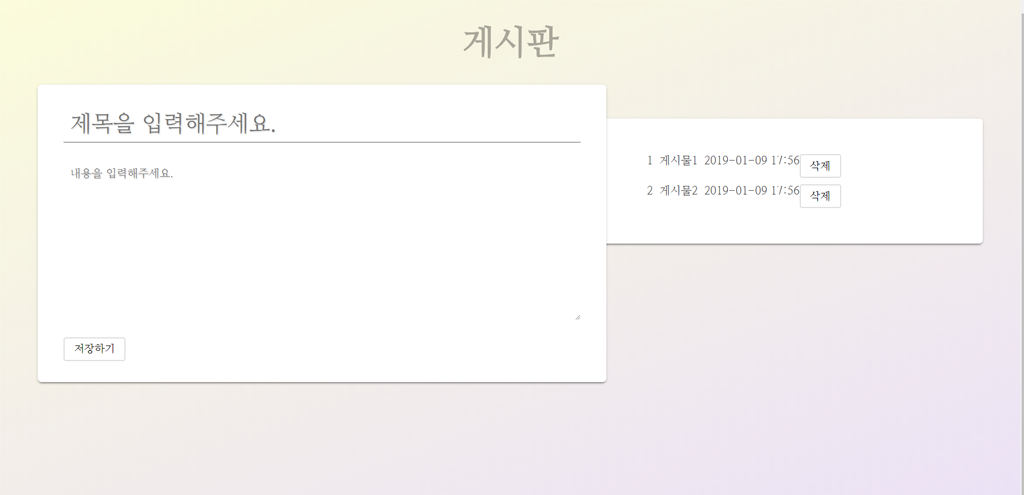 게시판
제목을 입력해주세요.
내용을 입력해주세요.
저장하기
1 게시물1 2019-01-09 17:56 삭제
2 게시물2 2019-01-09 17:56 삭제